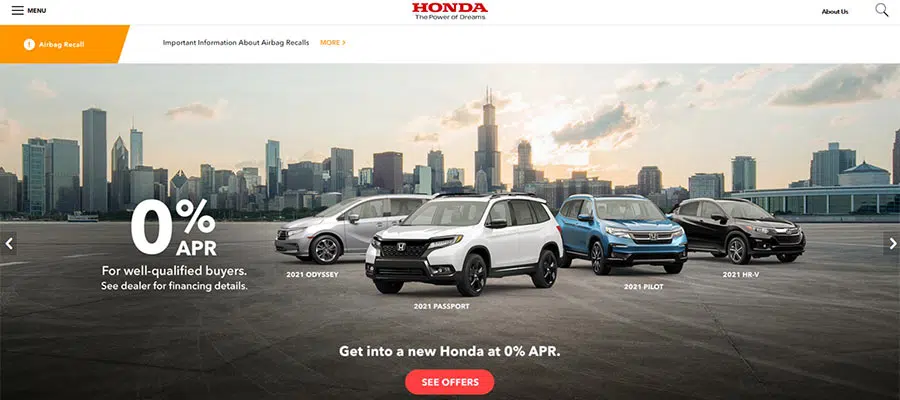 MENU
HONDA
The Power of Dreams
About Us
Airbag Recall
Important Information About Airbag Recalls
MORE
0%
APR
For well-qualified buyers.
See dealer for financing details.
2021 ODYSSEY
2021 PASSPORT
2021 PILOT
2021 HR-V
Get into a new Honda at 0% APR.
SEE OFFERS